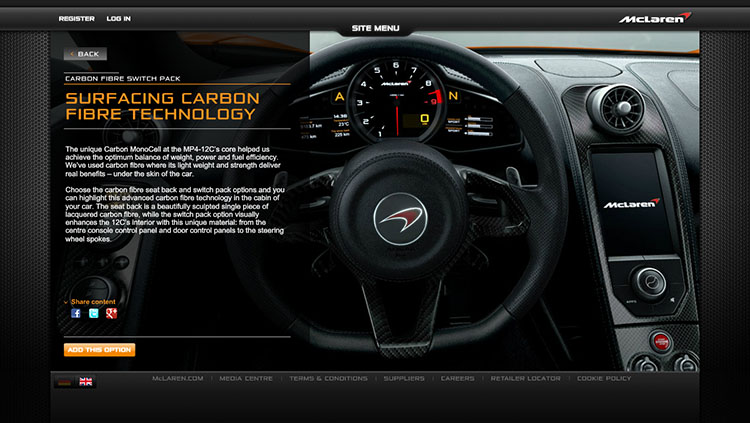 REGISTER LOG IN
SITE MENU
McLaren
BACK
CARBON FIBRE SWITCH PACK
SURFACING CARBON
FIBRE TECHNOLOGY
The unique Carbon MonoCell at the MP4-12C's core helped us
achieve the optimum balance of weight, power and fuel efficiency.
We've used carbon fibre where its light weight and strength deliver
real benefits – under the skin of the car.
Choose the carbon fibre seat back and switch pack options and you
can highlight this advanced carbon fibre technology in the cabin of
your car. The seat back is a beautifully sculpted single piece of
lacquered carbon fibre, while the switch pack option visually
enhances the 12C's interior with this unique material: from the
centre console control panel and door control panels to the steering
wheel spokes.
A
McLaren
N
McLaren
Share content
ADD THIS OPTION
McLAREN.COM | MEDIA CENTRE | TERMS & CONDITIONS | SUPPLIERS | CAREERS | RETAILER LOCATOR | COOKIE POLICY